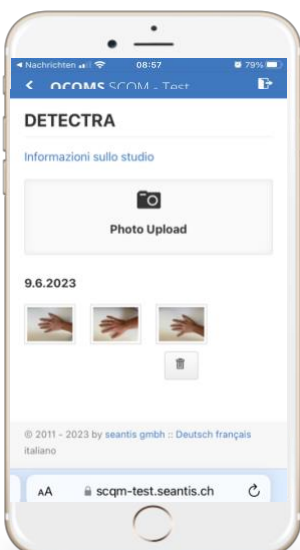 Nachrichten 08:57 79%
OCOMS SCOM - Test
DETECTRA
Informazioni sullo studio
Photo Upload
9.6.2023
© 2011 - 2023 by seantis gmbh :: Deutsch français
italiano
AA scqm-test.seantis.ch